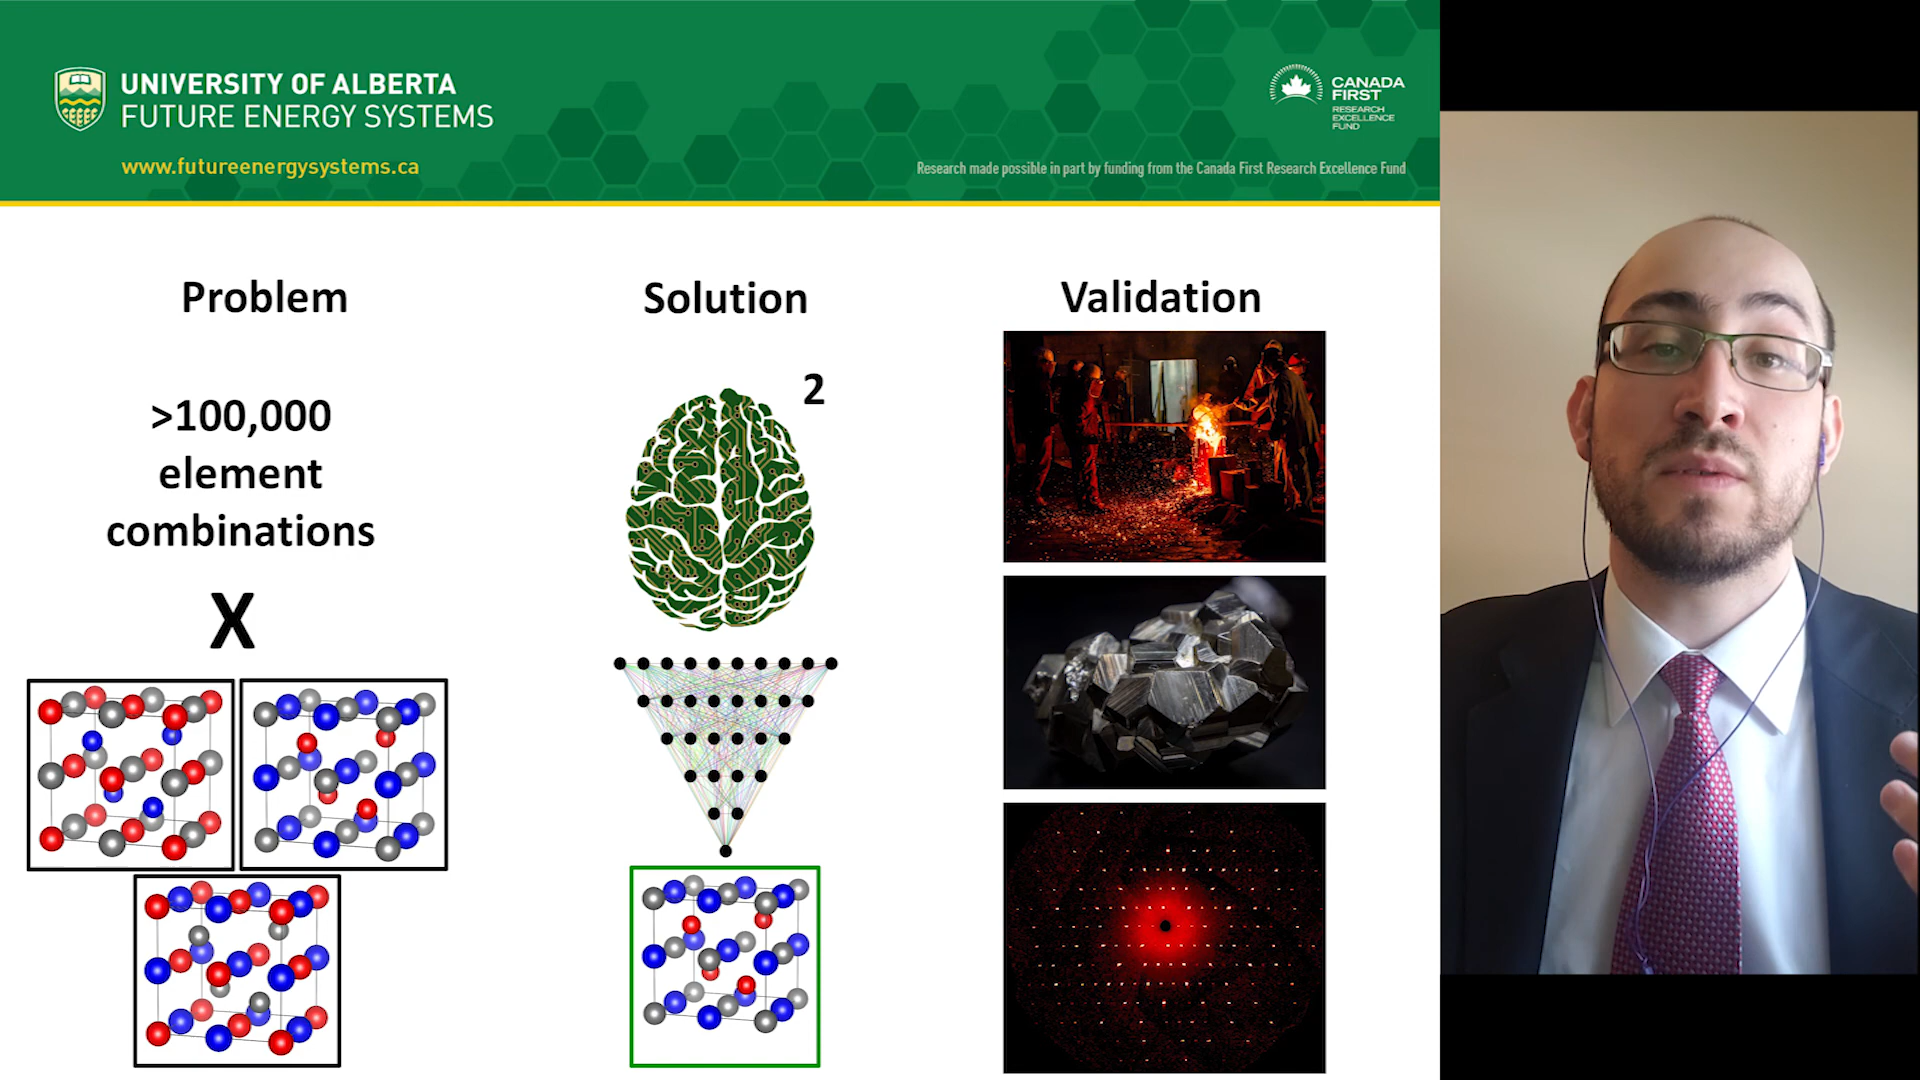 UNIVERSITY OF ALBERTA
FUTURE ENERGY SYSTEMS
www.futureenergysystems.ca
CANADA
FIRST
RESEARCH
EXCELLENCE
FUND
Research made possible in part by funding from the Canada First Research Excellence Fund
Problem
>100,000
element
combinations
X
Solution
2
Validation